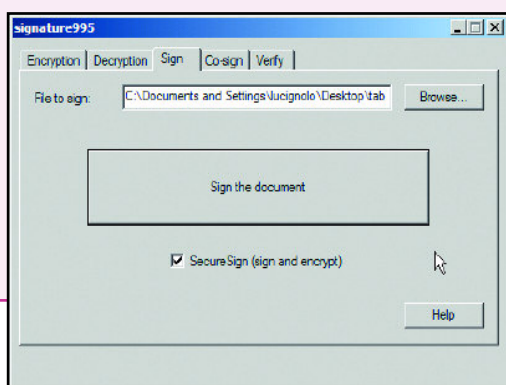 signature995
Encryption Decryption Sign Co-sign Verify
File to sign: C:\Documents and Settings\lucignolo\Desktop\tab Browse...
Sign the document
SecureSign (sign and encrypt)
Help